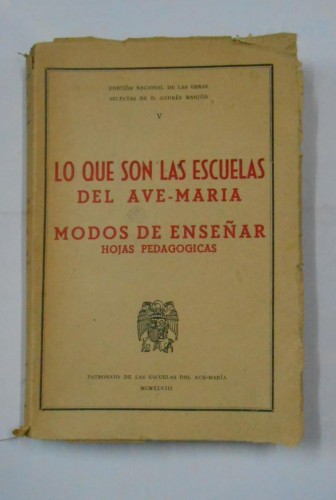 EDICIÓN NACIONAL DE LAS OBRAS
SELECTAS DE D. ANDRÉS MANJÓN
V
LO QUE SON LAS ESCUELAS
DEL AVE-MARIA
MODOS DE ENSEÑAR
HOJAS PEDAGOGICAS
PATRONATO DE LAS ESCUELAS DEL AVE-MARÍA
MCMXLVIII